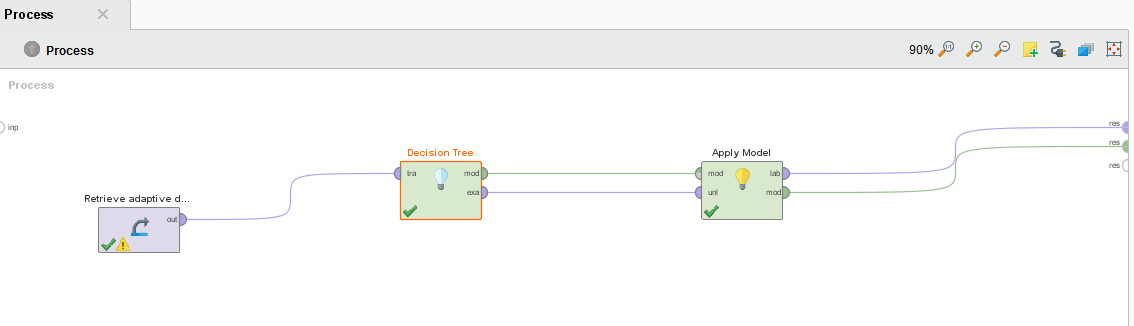 Process
Process
90%
Process
inp
Retrieve adaptive d...
out
Decision Tree
tra
mod
exa
Apply Model
mod
lab
unl
mod
res
res
res